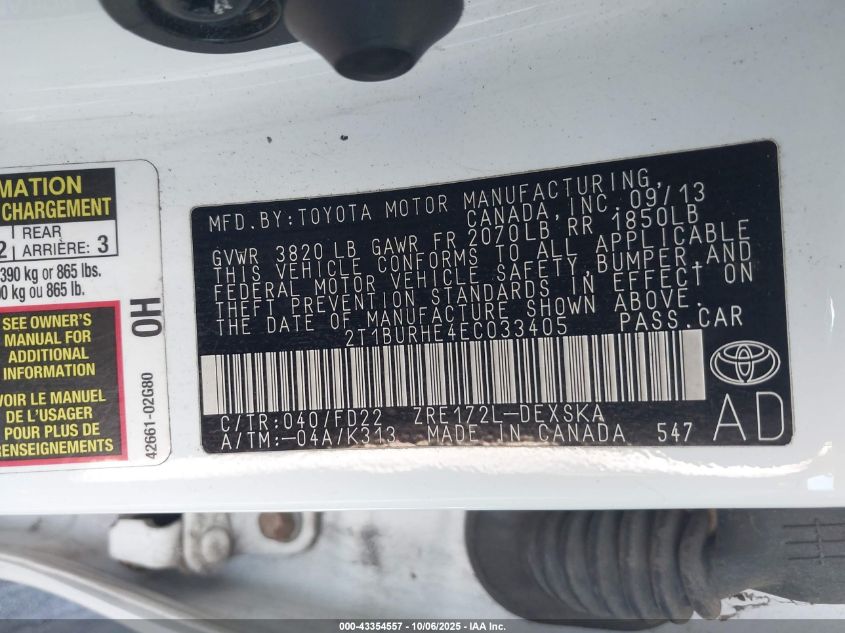 MATION
CHARGEMENT
REAR
2 ARRIÈRE: 3
390 kg or 865 lbs.
0 kg ou 865 lb.
SEE OWNER'S
MANUAL FOR
ADDITIONAL
INFORMATION
VOIR LE MANUEL
DE L'USAGER
POUR PLUS DE
RENSEIGNEMENTS
0H
42661-02G80
MFD. BY: TOYOTA MOTOR MANUFACTURING,
CANADA, INC. 09/13
GVWR 3820 LB GAWR FR 2070LB RR 1850LB
THIS VEHICLE CONFORMS TO ALL APPLICABLE
FEDERAL MOTOR VEHICLE SAFETY, BUMPER, AND
THEFT PREVENTION STANDARDS IN EFFECT ON
THE DATE OF MANUFACTURE SHOWN ABOVE.
2T1BURHE4EC033405 PASS.CAR
C/TR:040/FD22 ZRE172L-DEXSKA
A/TM:-04A/K313 MADE IN CANADA 547
AD
000-43354557 - 10/06/2025 - IAA Inc.